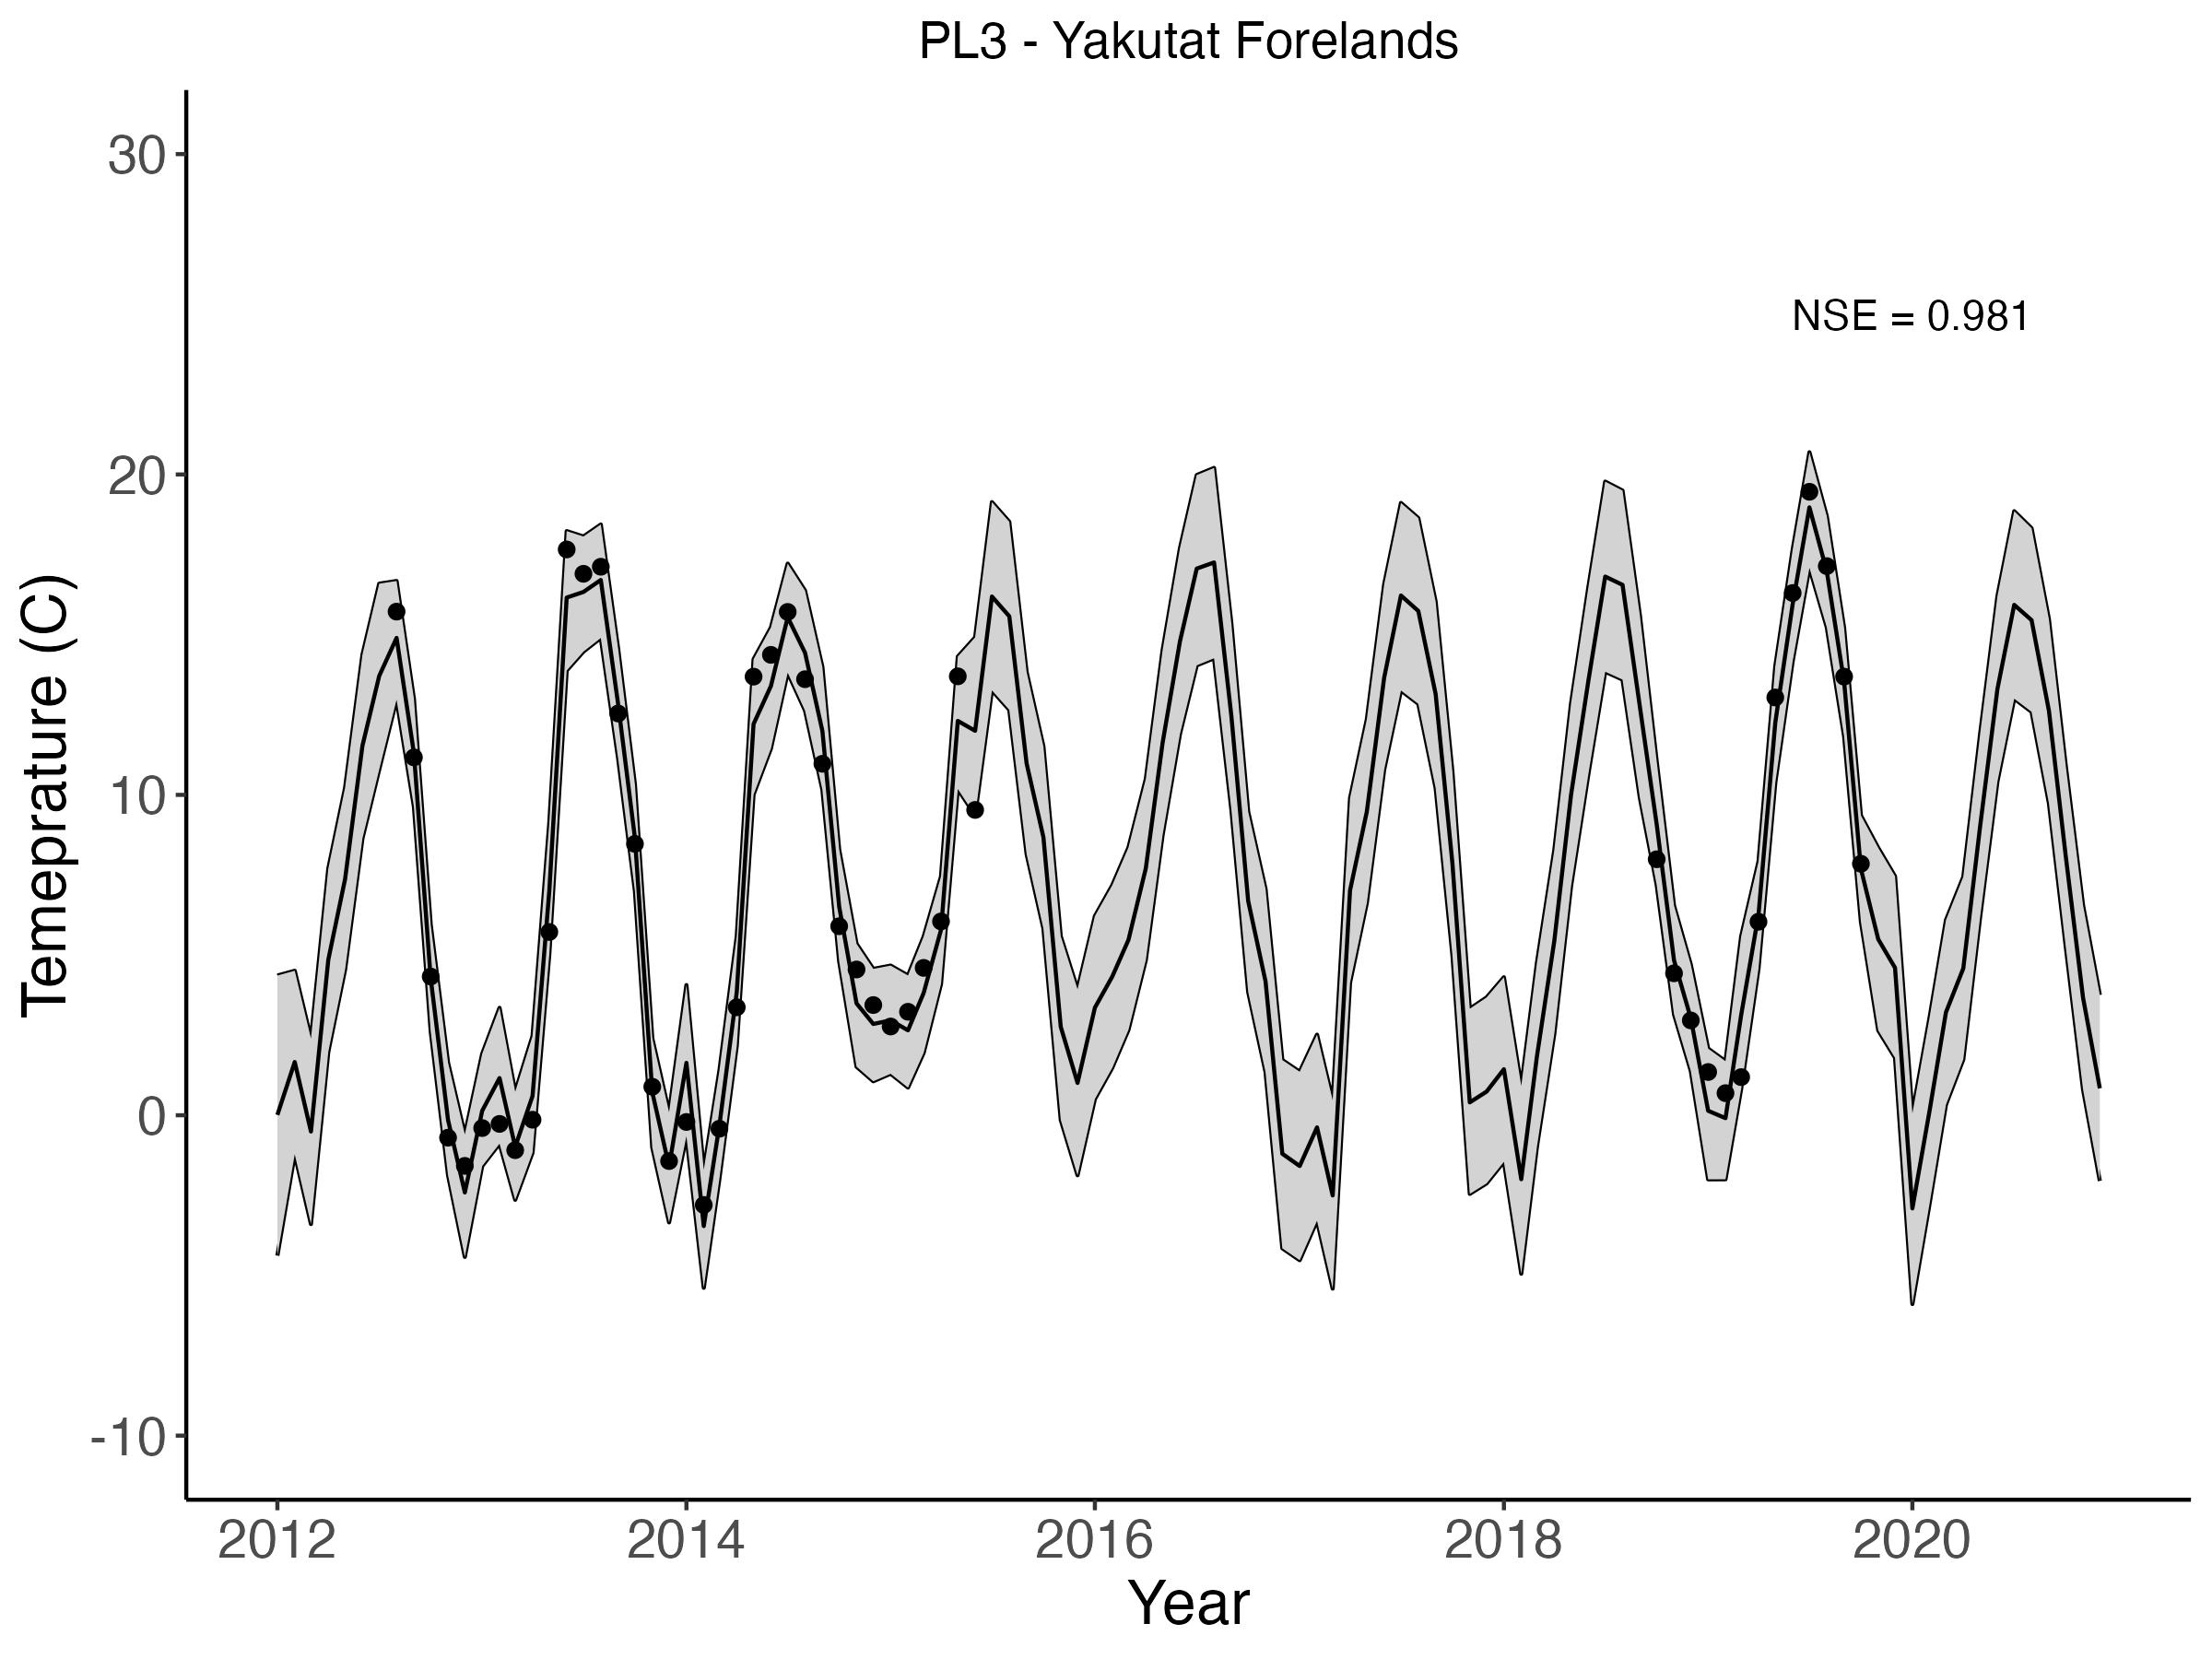 PL3 - Yakutat Forelands
NSE = 0.981
Temeprature (C)
30
20
10
0
-10
2012 2014 2016 2018 2020
Year